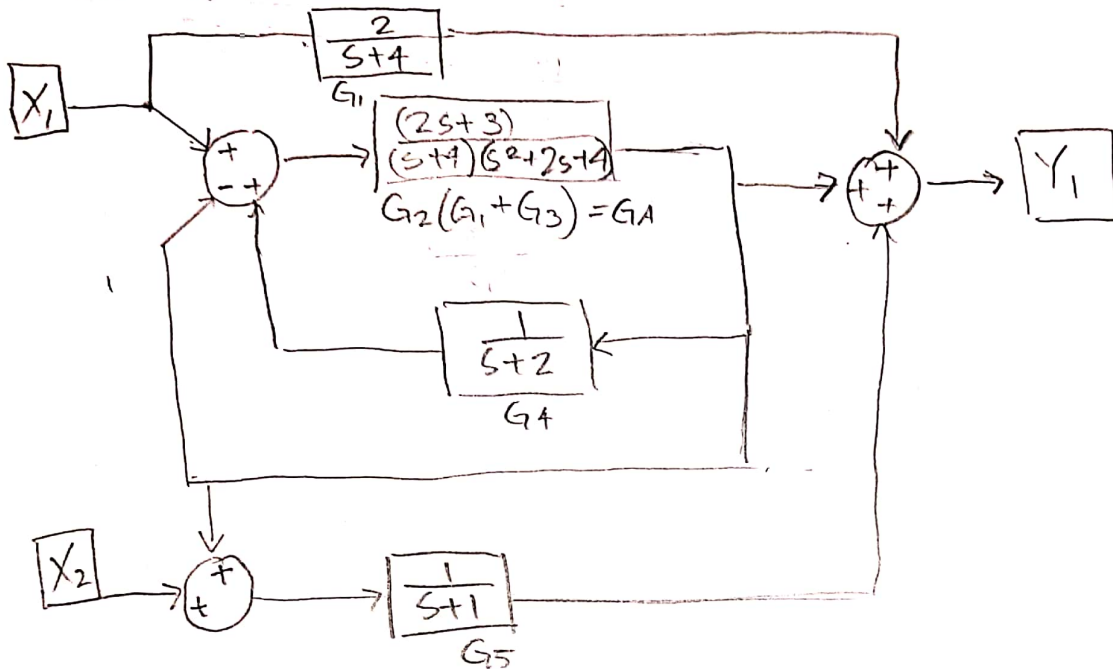 2
S+4
G1
X1
(2S+3)
(S+4)(S²+2S+4)
G2(G1+G3)=GA
+
- +
+
+ +
Y1
1
S+2
G4
X2
+
+
1
S+1
G5